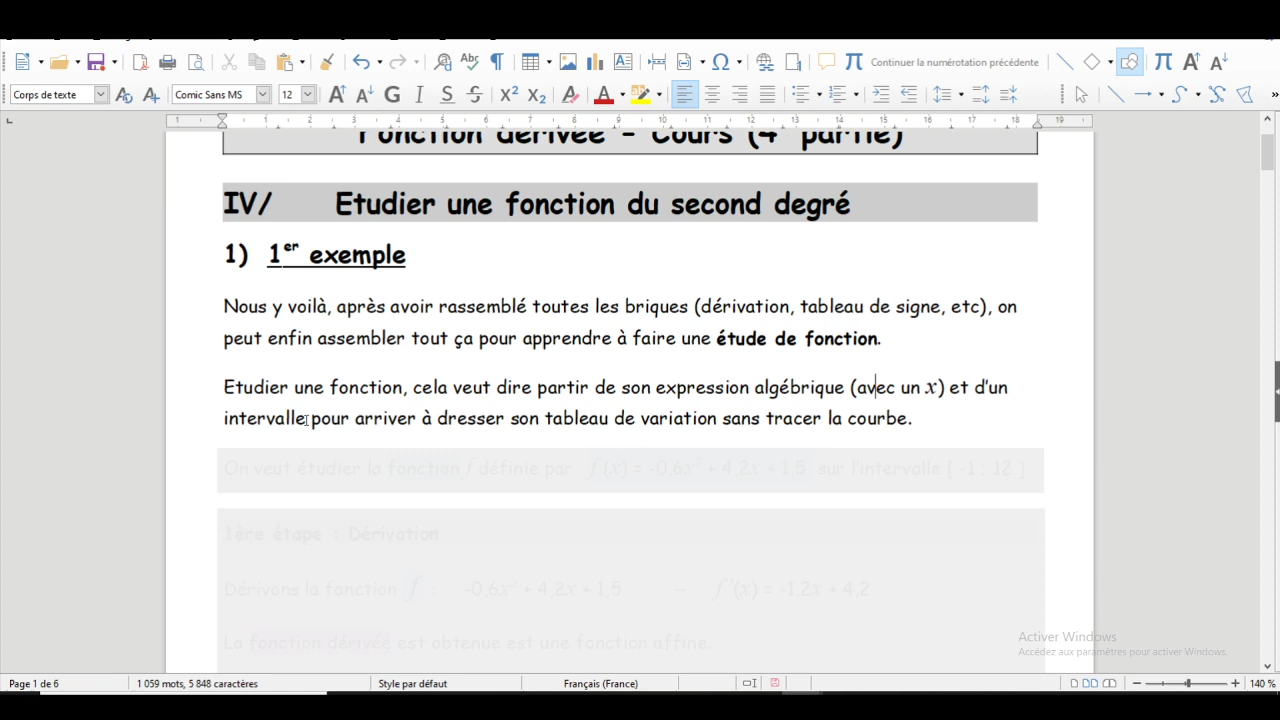 Continuer la numérotation précédente
Corps de texte Comic Sans MS 12
Fonction dérivée - Cours (4 partie)
IV/ Etudier une fonction du second degré
1) 1er exemple
Nous y voilà, après avoir rassemblé toutes les briques (dérivation, tableau de signe, etc), on
peut enfin assembler tout ça pour apprendre à faire une étude de fonction.
Etudier une fonction, cela veut dire partir de son expression algébrique (avec un x) et d'un
intervalle pour arriver à dresser son tableau de variation sans tracer la courbe.
On veut étudier la fonction f définie par f(x) = -0,6x² + 4,2x + 1,5 sur l'intervalle [ -1 ; 12 ]
1ère étape : Dérivation
Dérivons la fonction f : -0,6x² + 4,2x + 1,5 → f'(x) = -1,2x + 4,2
La fonction dérivée est obtenue est une fonction affine.
Activer Windows
Accédez aux paramètres pour activer Windows.
Page 1 de 6 1 059 mots, 5 848 caractères Style par défaut Français (France) 140 %